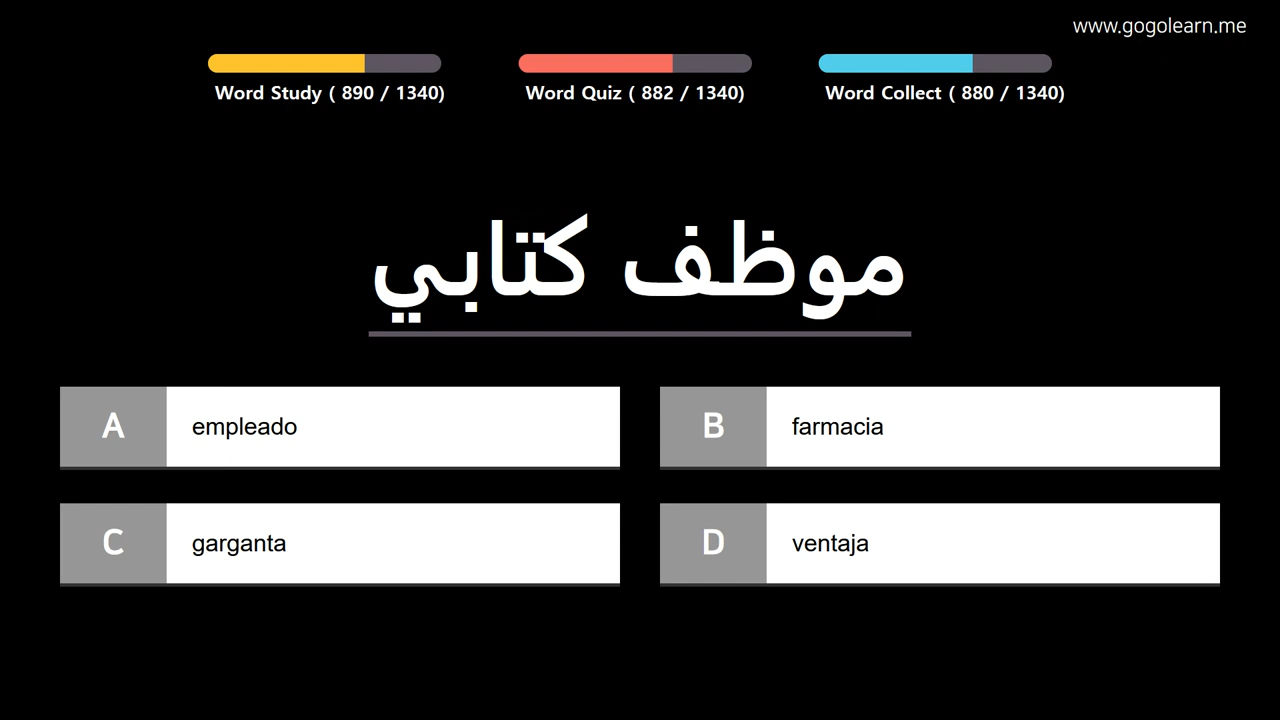 www.gogolearn.me
Word Study ( 890 / 1340)
Word Quiz ( 882 / 1340)
Word Collect ( 880 / 1340)
موظف كتابي
A empleado
B farmacia
C garganta
D ventaja